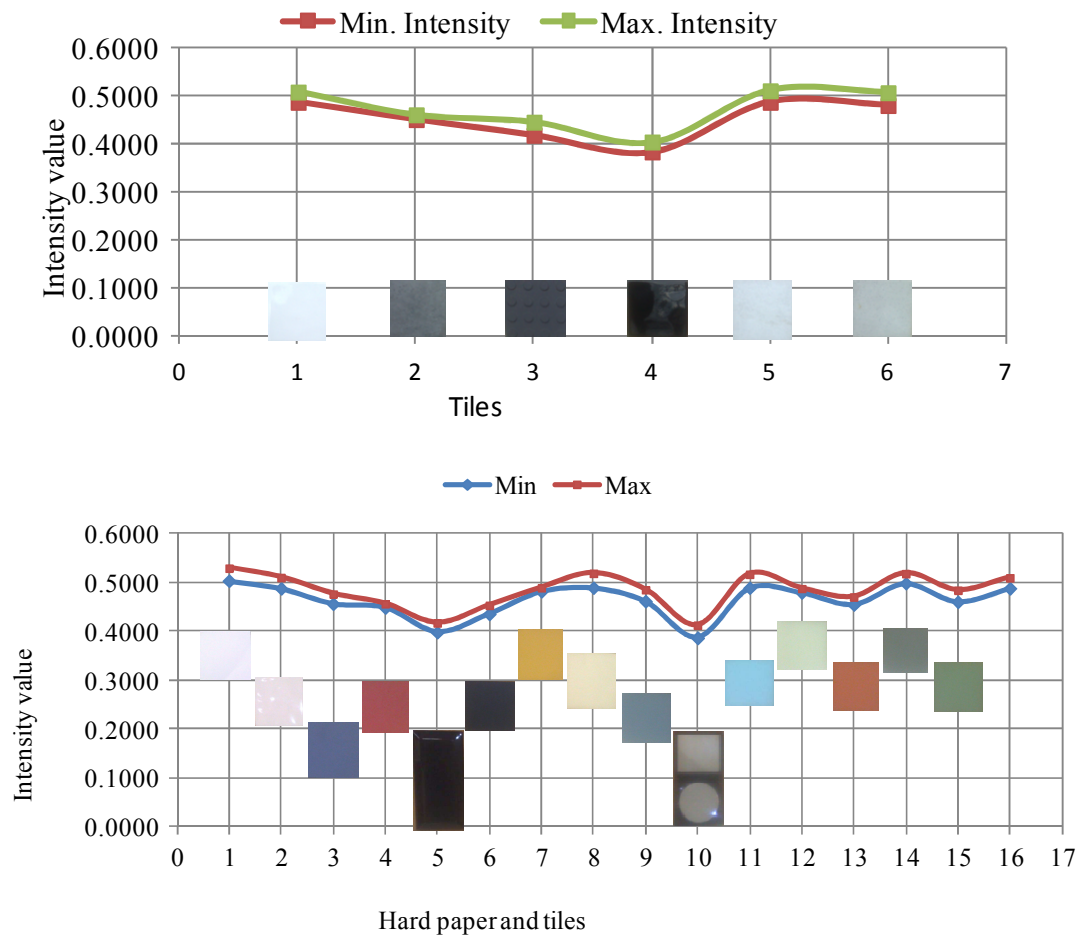 Min. Intensity Max. Intensity
Intensity value
0.6000
0.5000
0.4000
0.3000
0.2000
0.1000
0.0000
0 1 2 3 4 5 6 7
Tiles
Min Max
Intensity value
0.6000
0.5000
0.4000
0.3000
0.2000
0.1000
0.0000
0 1 2 3 4 5 6 7 8 9 10 11 12 13 14 15 16 17
Hard paper and tiles